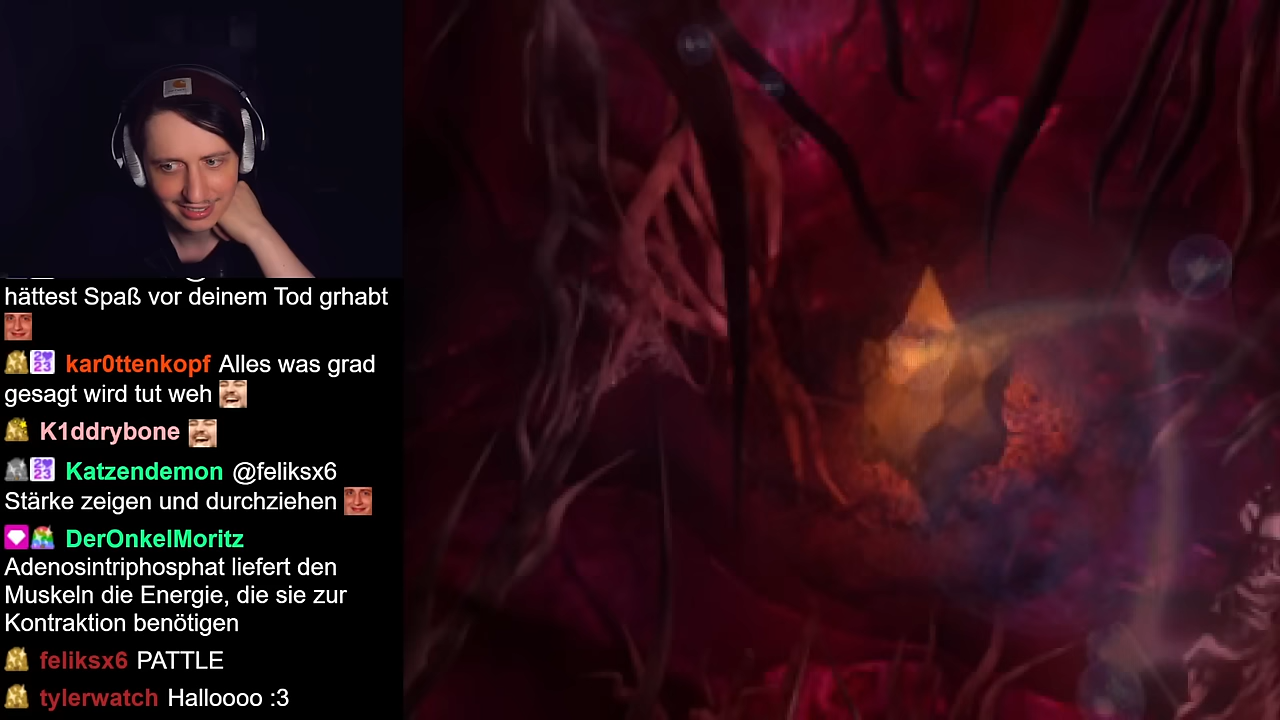 hättest Spaß vor deinem Tod grhabt
kar0ttenkopf Alles was grad
gesagt wird tut weh
K1ddrybone
Katzendemon @feliksx6
Stärke zeigen und durchziehen
DerOnkelMoritz
Adenosintriphosphat liefert den
Muskeln die Energie, die sie zur
Kontraktion benötigen
feliksx6 PATTLE
tylerwatch Halloooo :3